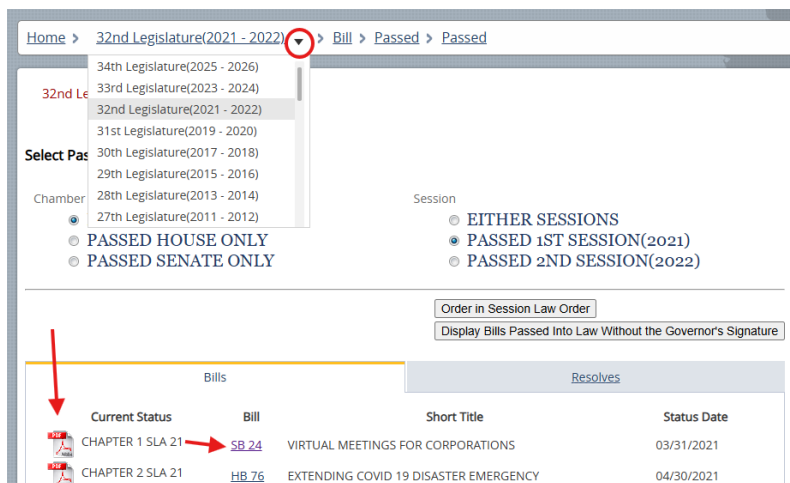 Home > 32nd Legislature(2021 - 2022) > Bill > Passed > Passed
34th Legislature(2025 - 2026)
33rd Legislature(2023 - 2024)
32nd Le
32nd Legislature(2021 - 2022)
31st Legislature(2019 - 2020)
30th Legislature(2017 - 2018)
Select Pas
29th Legislature(2015 - 2016)
28th Legislature(2013 - 2014)
27th Legislature(2011 - 2012)
Chamber
Session
EITHER SESSIONS
PASSED HOUSE ONLY
PASSED 1ST SESSION(2021)
PASSED SENATE ONLY
PASSED 2ND SESSION(2022)
Order in Session Law Order
Display Bills Passed Into Law Without the Governor's Signature
Bills Resolves
Current Status Bill Short Title Status Date
PDF CHAPTER 1 SLA 21 SB 24 VIRTUAL MEETINGS FOR CORPORATIONS 03/31/2021
PDF CHAPTER 2 SLA 21 HB 76 EXTENDING COVID 19 DISASTER EMERGENCY 04/30/2021